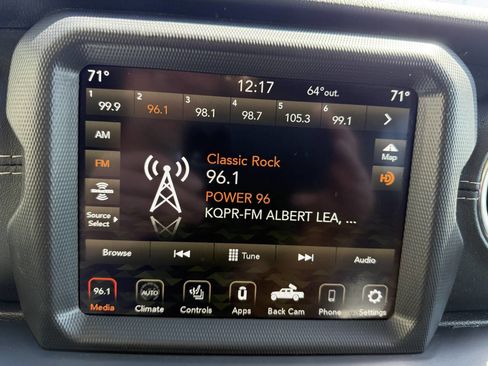 71° 12:17 64°out. 71°
1 99.9 2 96.1 3 98.1 4 98.7 5 105.3 6 99.1
AM
Map
FM
Classic Rock
HD
96.1
POWER 96
KQPR-FM ALBERT LEA, ...
Source
Select
Browse Tune Audio
96.1 AUTO
Media Climate Controls Apps Back Cam Phone Settings